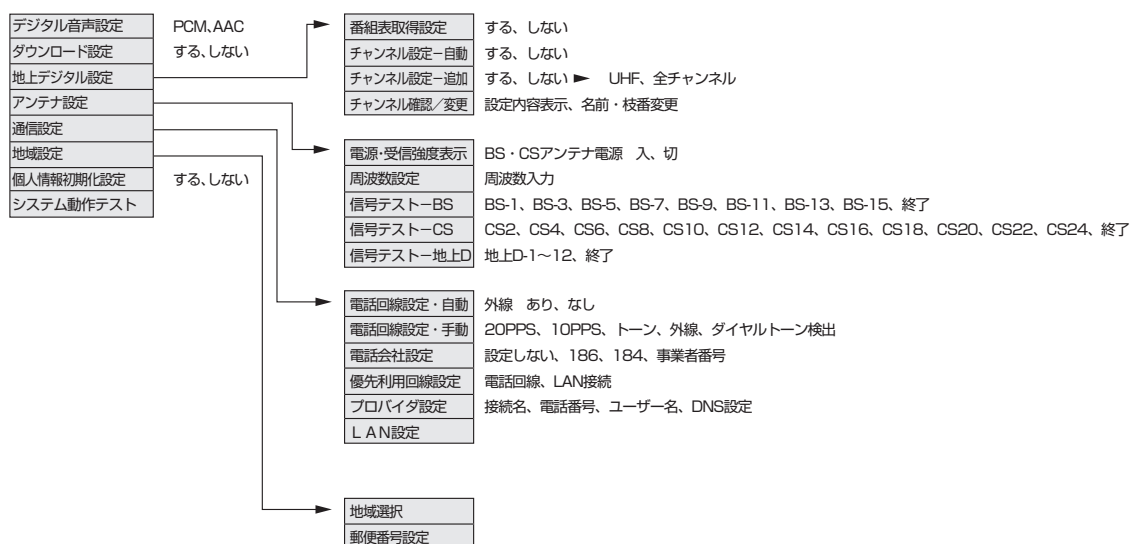 デジタル音声設定 PCM、AAC
ダウンロード設定 する、しない
地上デジタル設定
アンテナ設定
通信設定
地域設定
個人情報初期化設定 する、しない
システム動作テスト
番組表取得設定 する、しない
チャンネル設定－自動 する、しない
チャンネル設定－追加 する、しない ► UHF、全チャンネル
チャンネル確認／変更 設定内容表示、名前・枝番変更
電源・受信強度表示 BS・CSアンテナ電源 入、切
周波数設定 周波数入力
信号テスト－BS BS-1、BS-3、BS-5、BS-7、BS-9、BS-11、BS-13、BS-15、終了
信号テスト－CS CS2、CS4、CS6、CS8、CS10、CS12、CS14、CS16、CS18、CS20、CS22、CS24、終了
信号テスト－地上D 地上D-1～12、終了
電話回線設定・自動 外線 あり、なし
電話回線設定・手動 20PPS、10PPS、トーン、外線、ダイヤルトーン検出
電話会社設定 設定しない、186、184、事業者番号
優先利用回線設定 電話回線、LAN接続
プロバイダ設定 接続名、電話番号、ユーザー名、DNS設定
ＬＡＮ設定
地域選択
郵便番号設定